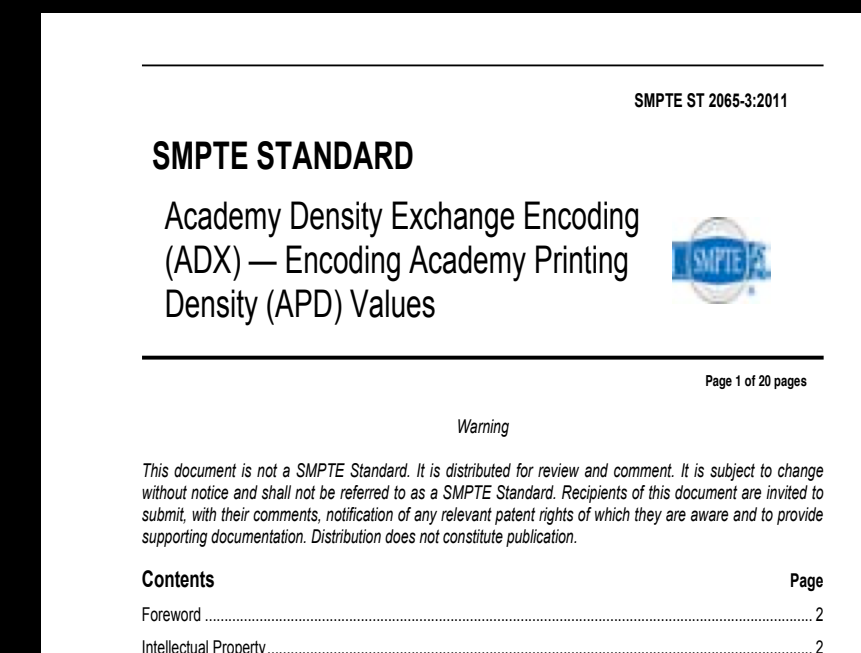 SMPTE ST 2065-3:2011
SMPTE STANDARD
Academy Density Exchange Encoding
(ADX) — Encoding Academy Printing
Density (APD) Values
SMPTE
®
Page 1 of 20 pages
Warning
This document is not a SMPTE Standard. It is distributed for review and comment. It is subject to change
without notice and shall not be referred to as a SMPTE Standard. Recipients of this document are invited to
submit, with their comments, notification of any relevant patent rights of which they are aware and to provide
supporting documentation. Distribution does not constitute publication.
Contents Page
Foreword ................................................................ 2
Intellectual Property ................................................................ 2